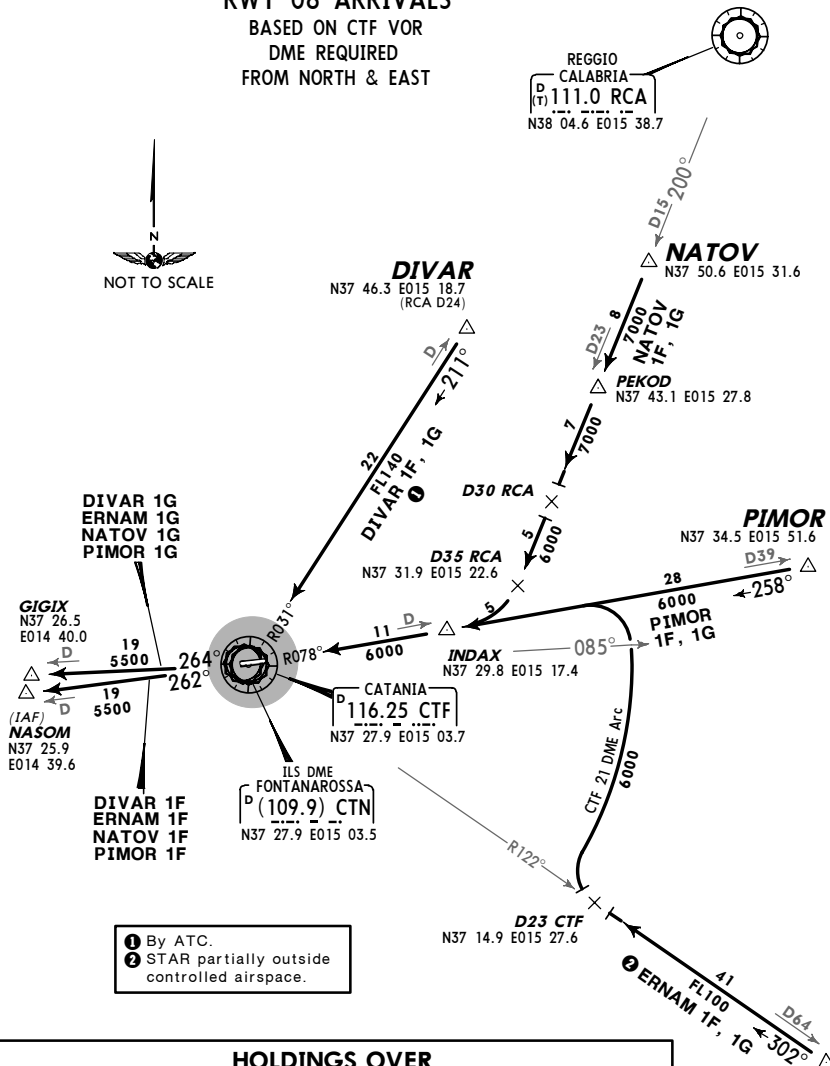 RWY 08 ARRIVALS
BASED ON CTF VOR
DME REQUIRED
FROM NORTH & EAST
REGGIO
CALABRIA
D
(T) 111.0 RCA
N38 04.6 E015 38.7
N
NOT TO SCALE
D15 200°
NATOV
N37 50.6 E015 31.6
DIVAR
N37 46.3 E015 18.7
(RCA D24)
D
211°
22
FL140
DIVAR 1F, 1G ❶
R031°
8
7000
NATOV
1F, 1G
D23
PEKOD
N37 43.1 E015 27.8
7
7000
D30 RCA
5
6000
D35 RCA
N37 31.9 E015 22.6
5
PIMOR
N37 34.5 E015 51.6
D39
28
6000
258°
PIMOR
1F, 1G
DIVAR 1G
ERNAM 1G
NATOV 1G
PIMOR 1G
GIGIX
N37 26.5
E014 40.0
D
19
5500
264°
262°
19
5500
D
(IAF)
NASOM
N37 25.9
E014 39.6
R078°
11
6000
D
INDAX
N37 29.8 E015 17.4
085°
CATANIA
D 116.25 CTF
N37 27.9 E015 03.7
ILS DME
FONTANAROSSA
D (109.9) CTN
N37 27.9 E015 03.5
DIVAR 1F
ERNAM 1F
NATOV 1F
PIMOR 1F
CTF 21 DME Arc
6000
R122°
D23 CTF
N37 14.9 E015 27.6
❶ By ATC.
❷ STAR partially outside
controlled airspace.
41
FL100
❷ ERNAM 1F, 1G
D64
302°
HOLDINGS OVER